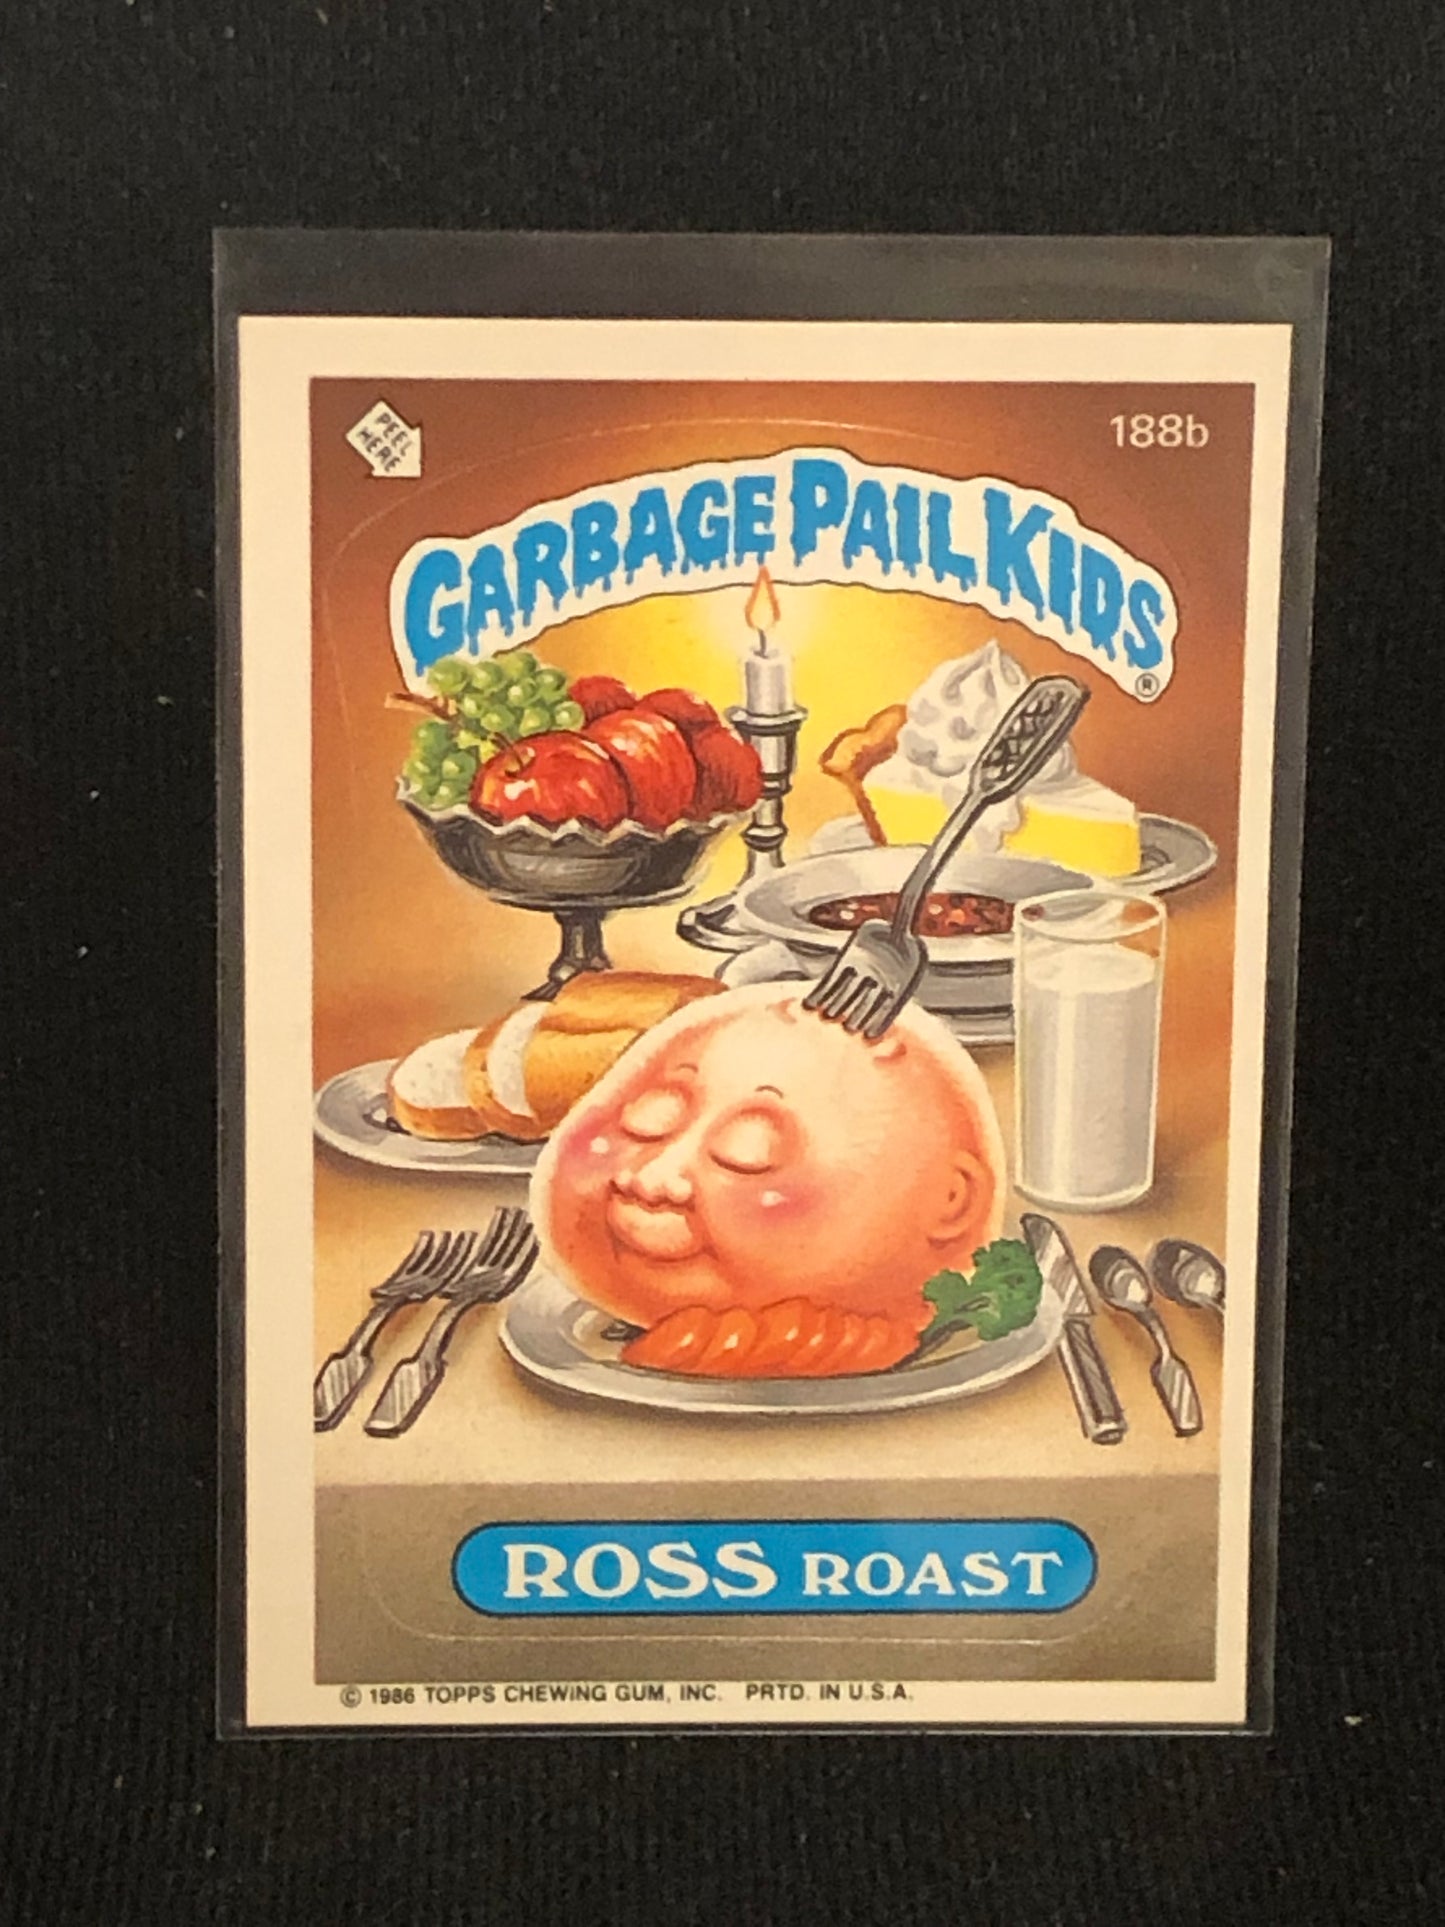 PEEL
HERE
188b
GARBAGE PAIL KIDS
®
ROSS ROAST
© 1986 TOPPS CHEWING GUM, INC. PRTD. IN U.S.A.